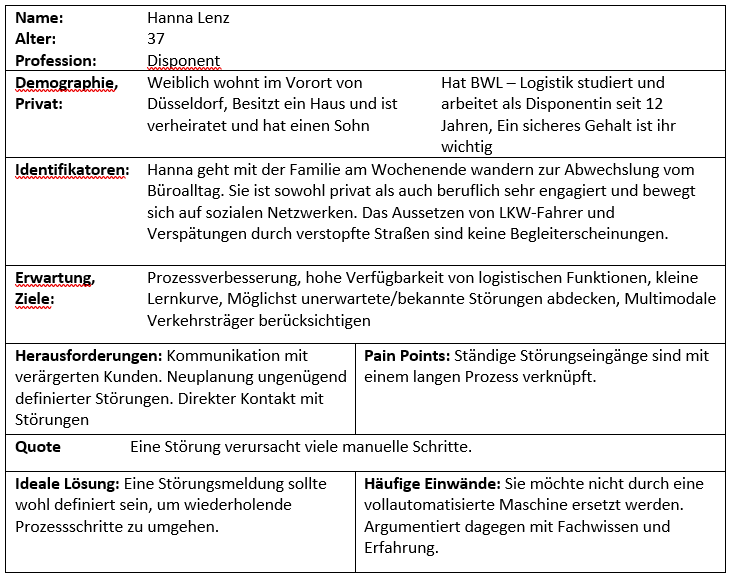 Name: Hanna Lenz
Alter: 37
Profession: Disponent
Demographie, Privat: Weiblich wohnt im Vorort von
Düsseldorf, Besitzt ein Haus und ist
verheiratet und hat einen Sohn
Hat BWL – Logistik studiert und
arbeitet als Disponentin seit 12
Jahren, Ein sicheres Gehalt ist ihr
wichtig
Identifikatoren: Hanna geht mit der Familie am Wochenende wandern zur Abwechslung vom
Büroalltag. Sie ist sowohl privat als auch beruflich sehr engagiert und bewegt
sich auf sozialen Netzwerken. Das Aussetzen von LKW-Fahrer und
Verspätungen durch verstopfte Straßen sind keine Begleiterscheinungen.
Erwartung, Ziele: Prozessverbesserung, hohe Verfügbarkeit von logistischen Funktionen, kleine
Lernkurve, Möglichst unerwartete/bekannte Störungen abdecken, Multimodale
Verkehrsträger berücksichtigen
Herausforderungen: Kommunikation mit
verärgerten Kunden. Neuplanung ungenügend
definierter Störungen. Direkter Kontakt mit
Störungen
Pain Points: Ständige Störungseingänge sind mit
einem langen Prozess verknüpft.
Quote Eine Störung verursacht viele manuelle Schritte.
Ideale Lösung: Eine Störungsmeldung sollte
wohl definiert sein, um wiederholende
Prozessschritte zu umgehen.
Häufige Einwände: Sie möchte nicht durch eine
vollautomatisierte Maschine ersetzt werden.
Argumentiert dagegen mit Fachwissen und
Erfahrung.